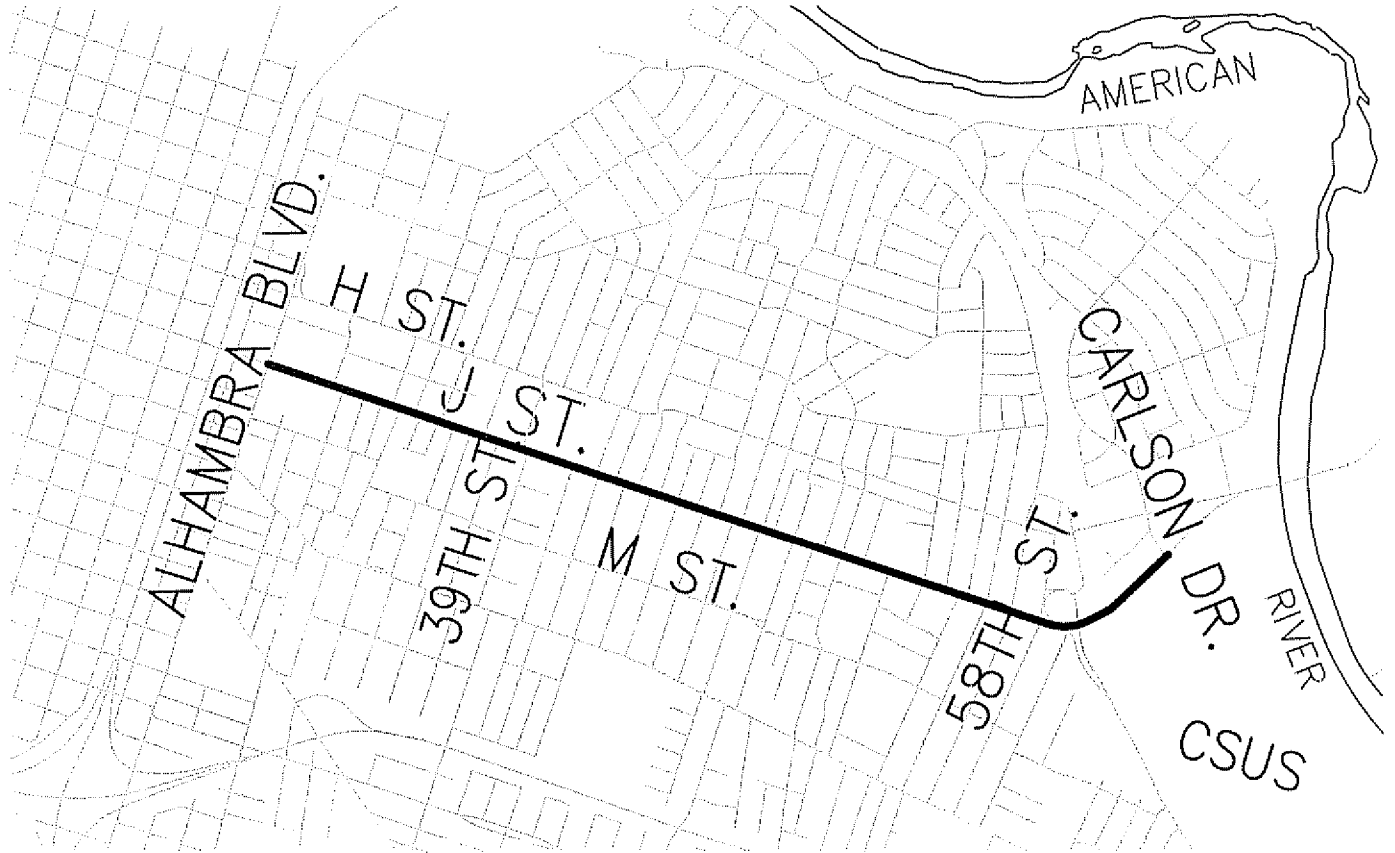 AMERICAN
ALHAMBRA BLVD.
H ST.
J ST.
CARLSON DR.
39TH ST.
M ST.
58TH ST.
RIVER
CSUS